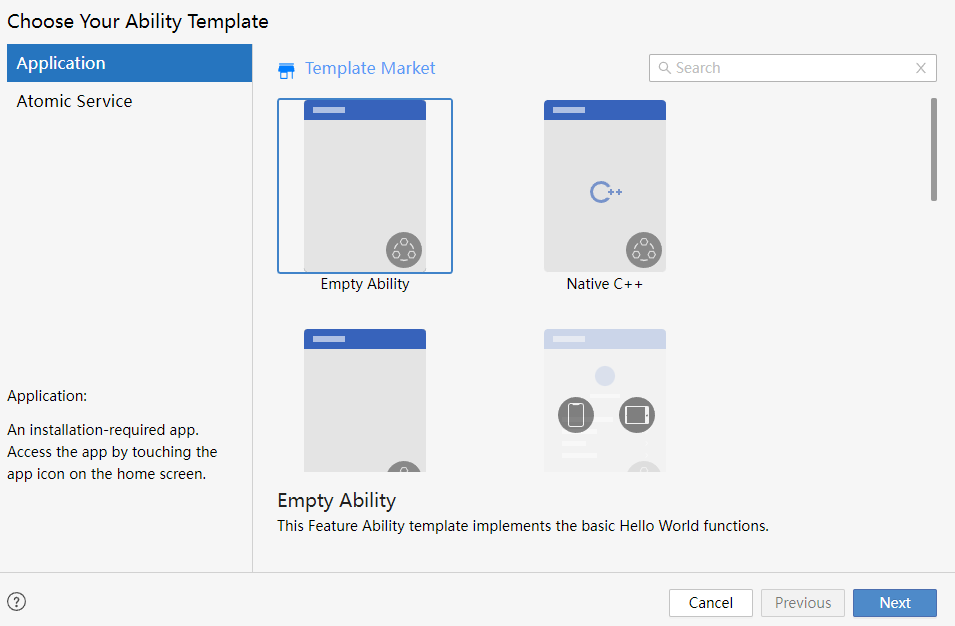 Choose Your Ability Template
Application
Atomic Service
Template Market
Search
C++
Empty Ability
Native C++
Application:
An installation-required app.
Access the app by touching the
app icon on the home screen.
Empty Ability
This Feature Ability template implements the basic Hello World functions.
?
Cancel
Previous
Next